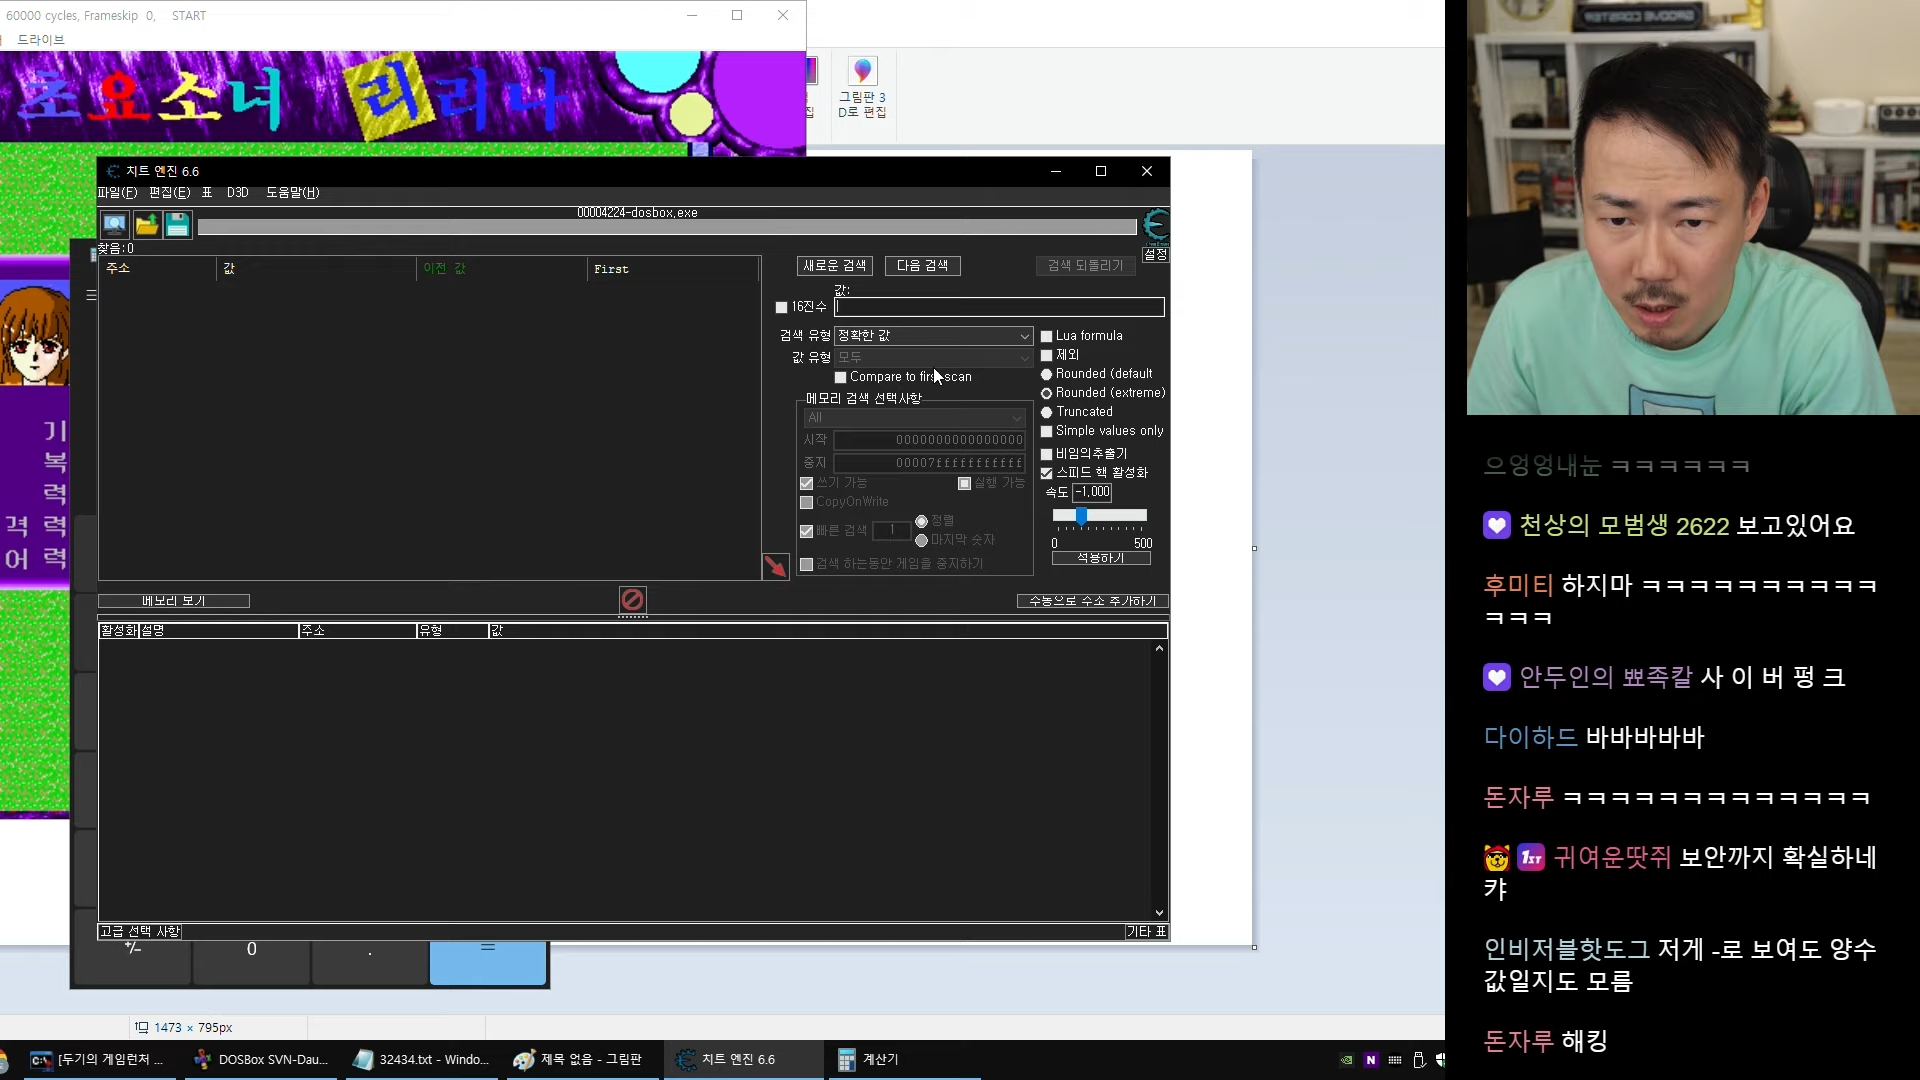 60000 cycles, Frameskip 0, START
드라이브
초요소녀 리리나
집
그림판 3
D로 편집
치트 엔진 6.6
파일(F) 편집(E) 표 D3D 도움말(H)
00004224-dosbox.exe
찾음:0
설정
주소 값 이전 값 First
새로운 검색 다음 검색 검색 되돌리기
값:
16진수
검색 유형 정확한 값
값 유형 모두
Compare to first scan
Lua formula
제외
Rounded (default
Rounded (extreme)
Truncated
Simple values only
비임의추출기
스피드 핵 활성화
속도 -1,000
0 500
적용하기
메모리 검색 선택사항
All
시작 0000000000000000
중지 00007fffffffffff
쓰기 가능 실행 가능
CopyOnWrite
빠른 검색 1 정렬
마지막 숫자
검색 하는동안 게임을 중지하기
메모리 보기
수동으로 주소 추가하기
활성화 설명 주소 유형 값
고급 선택 사항
기타 표
기
복
력
격 력
어 력
+/- 0 . =
1473 × 795px
[두기의 게임런처 ...
DOSBox SVN-Dau...
32434.txt - Windo...
제목 없음 - 그림판
치트 엔진 6.6
계산기
GROOVE COASTER
으엉엉내눈 ㅋㅋㅋㅋㅋㅋ
천상의 모범생 2622 보고있어요
후미티 하지마 ㅋㅋㅋㅋㅋㅋㅋㅋㅋㅋ
ㅋㅋㅋ
안두인의 뾰족칼 사 이 버 펑 크
다이하드 바바바바바
돈자루 ㅋㅋㅋㅋㅋㅋㅋㅋㅋㅋㅋㅋㅋ
1ST 귀여운땃쥐 보안까지 확실하네
캬
인비저블핫도그 저게 -로 보여도 양수
값일지도 모름
돈자루 해킹